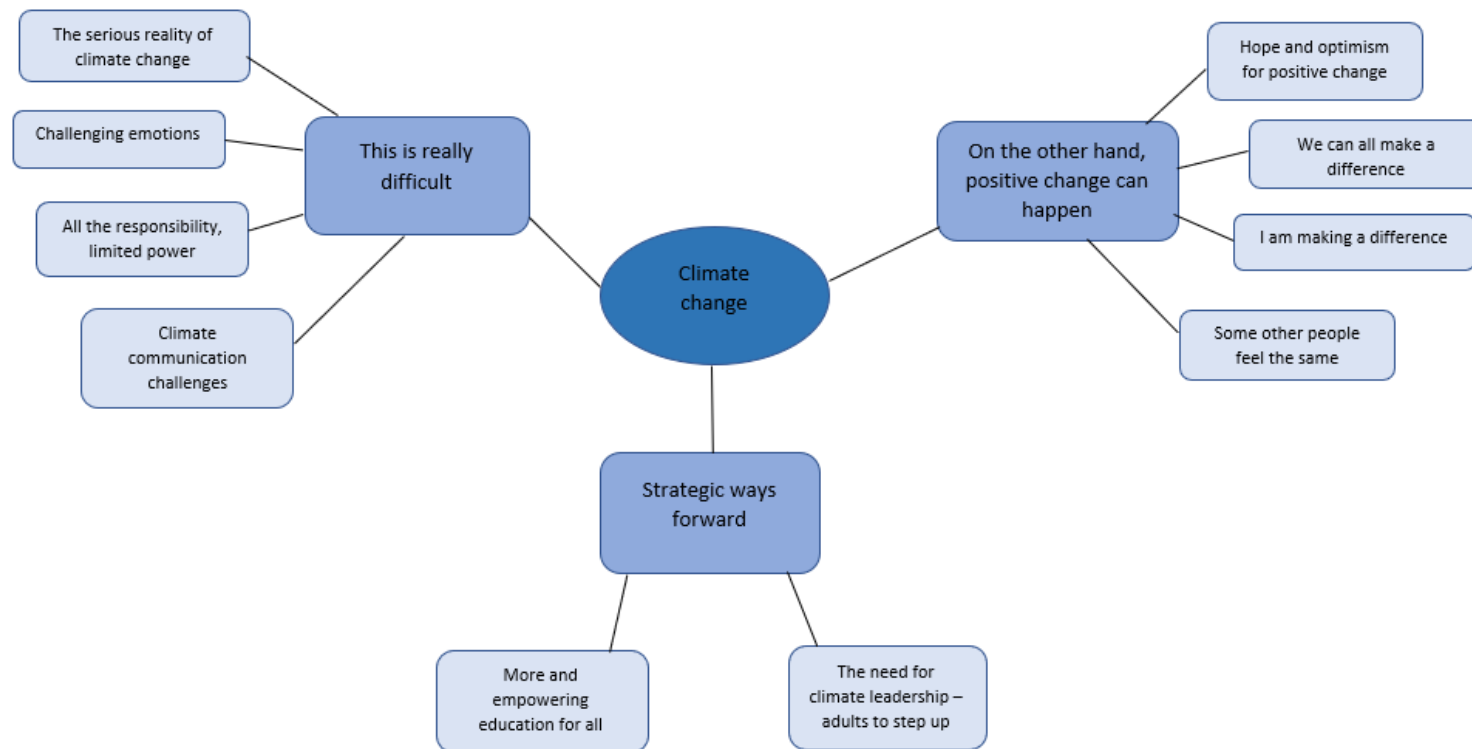 The serious reality of
climate change
Challenging emotions
All the responsibility,
limited power
Climate
communication
challenges
This is really
difficult
Climate
change
On the other hand,
positive change can
happen
Hope and optimism
for positive change
We can all make a
difference
I am making a difference
Some other people
feel the same
Strategic ways
forward
More and
empowering
education for all
The need for
climate leadership –
adults to step up